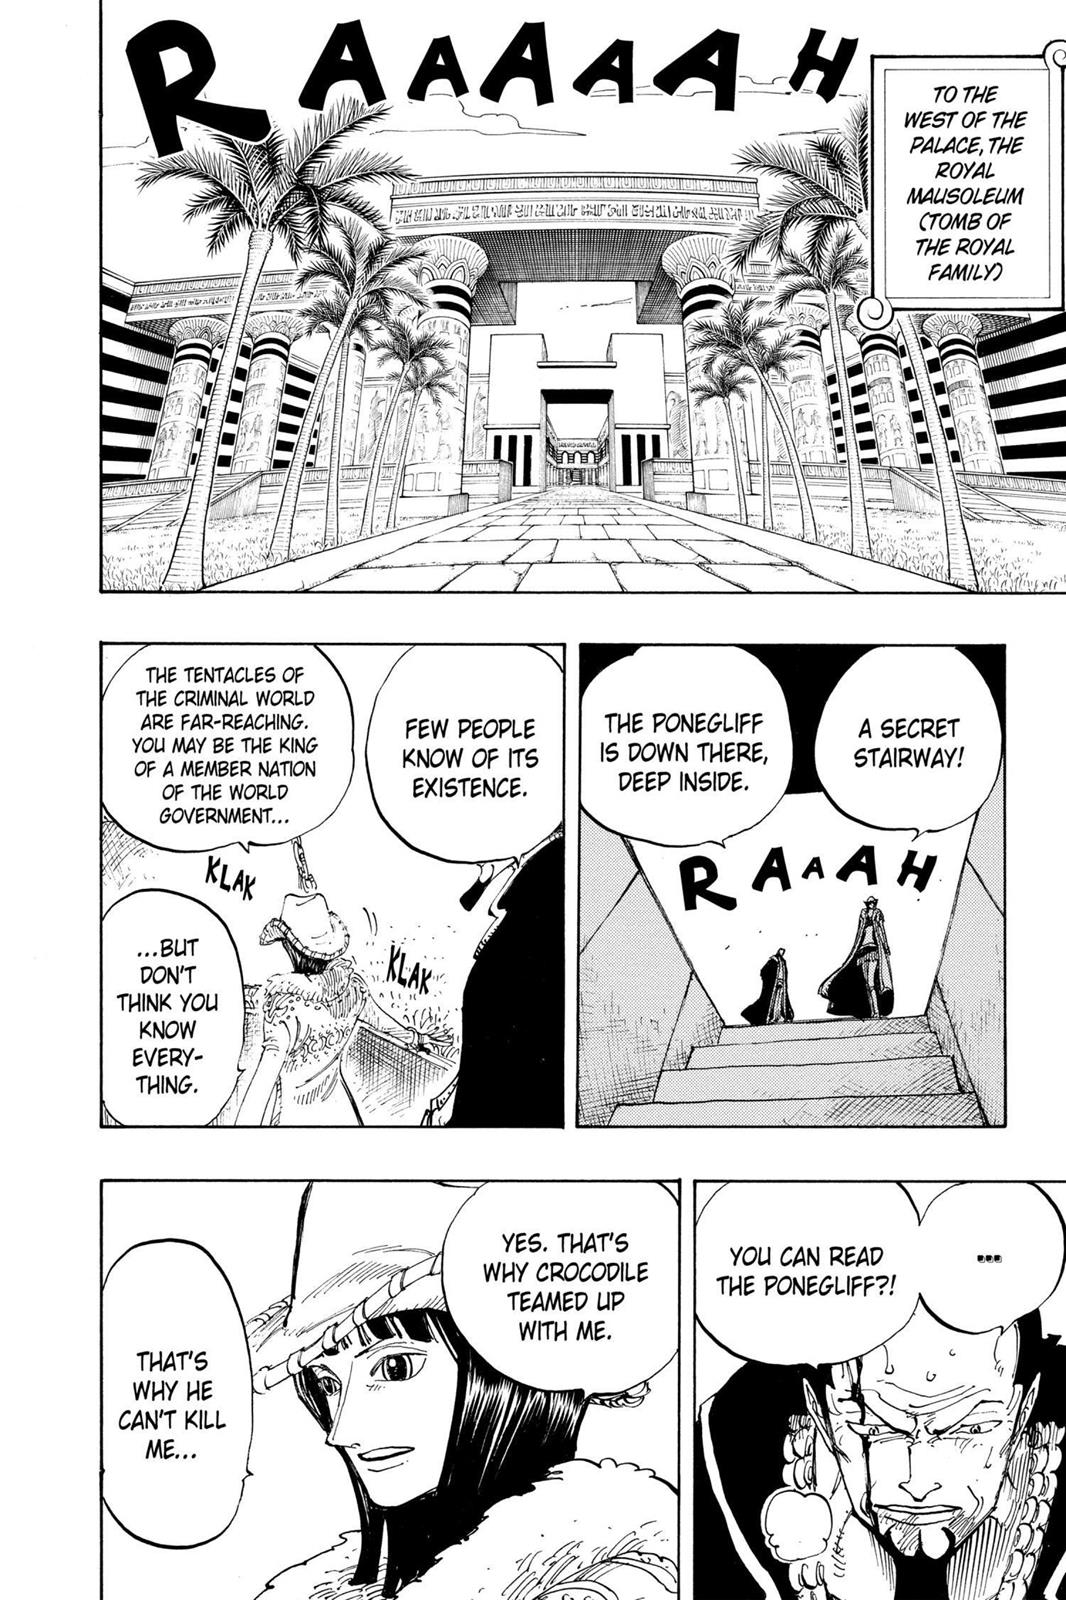 RAAAAAH
TO THE
WEST OF THE
PALACE, THE
ROYAL
MAUSOLEUM
(TOMB OF
THE ROYAL
FAMILY)
A SECRET
STAIRWAY!
THE PONEGLIFF
IS DOWN THERE,
DEEP INSIDE.
RAAAH
FEW PEOPLE
KNOW OF ITS
EXISTENCE.
THE TENTACLES OF
THE CRIMINAL WORLD
ARE FAR-REACHING.
YOU MAY BE THE KING
OF A MEMBER NATION
OF THE WORLD
GOVERNMENT...
KLAK
KLAK
...BUT
DON'T
THINK YOU
KNOW
EVERY-
THING.
...
YOU CAN READ
THE PONEGLIFF?!
YES. THAT'S
WHY CROCODILE
TEAMED UP
WITH ME.
THAT'S
WHY HE
CAN'T KILL
ME...